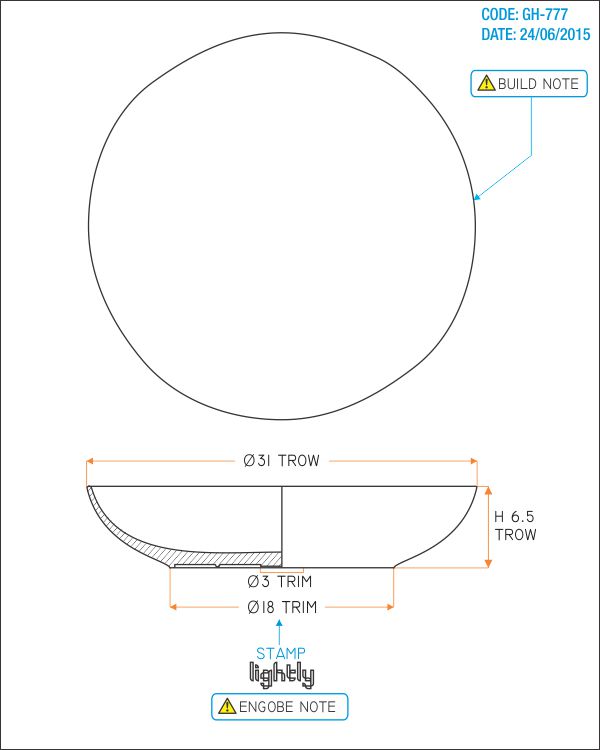 CODE: GH-777
DATE: 24/06/2015
BUILD NOTE
Ø31 TROW
H 6.5
TROW
Ø3 TRIM
Ø18 TRIM
STAMP
lightly
ENGOBE NOTE